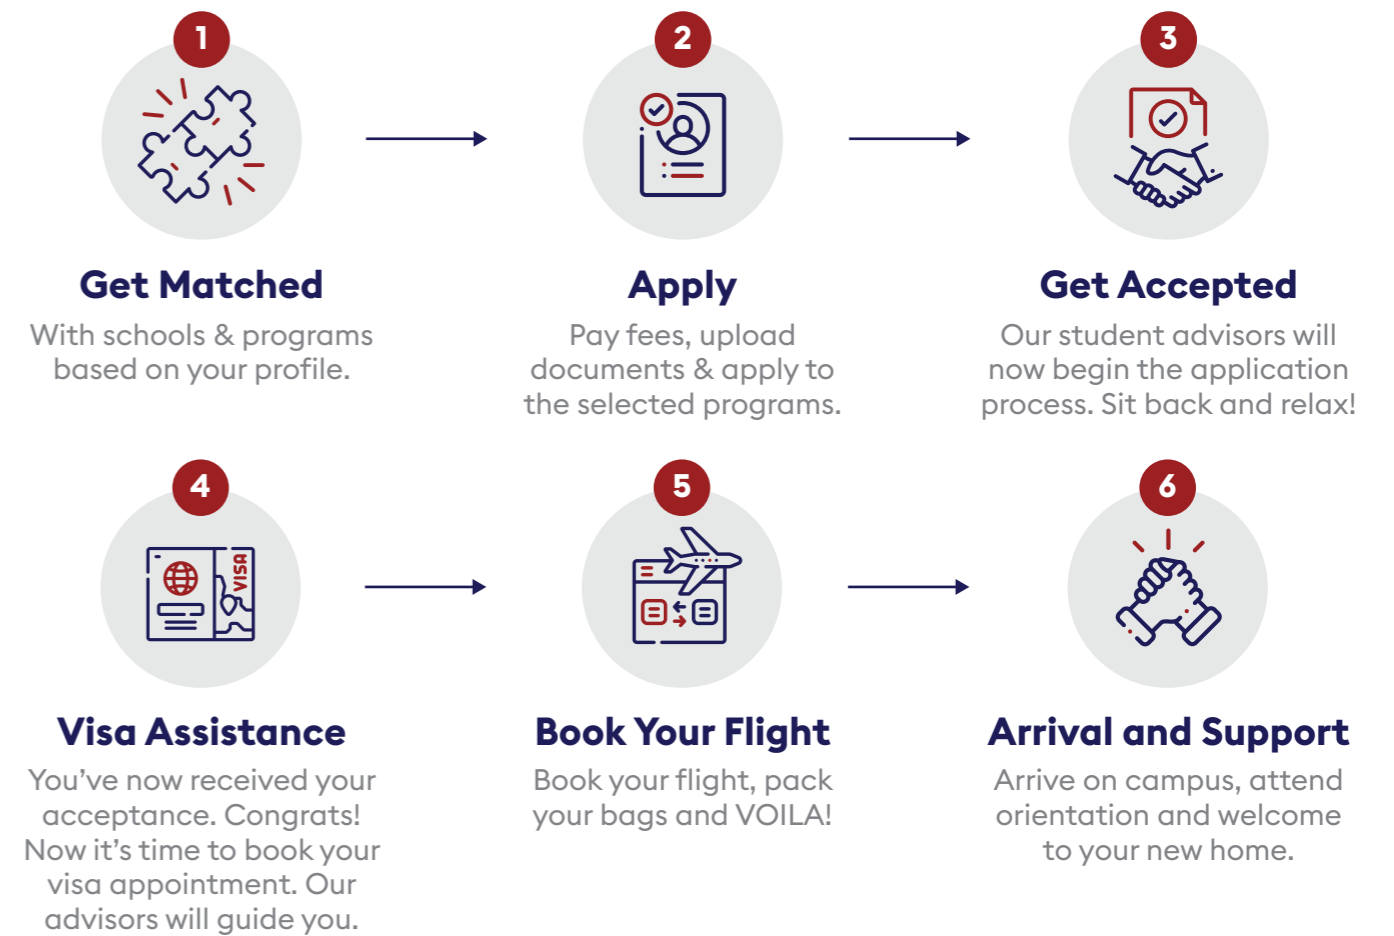 1
Get Matched
With schools & programs
based on your profile.
2
Apply
Pay fees, upload
documents & apply to
the selected programs.
3
Get Accepted
Our student advisors will
now begin the application
process. Sit back and relax!
4
VISA
Visa Assistance
You’ve now received your
acceptance. Congrats!
Now it’s time to book your
visa appointment. Our
advisors will guide you.
5
Book Your Flight
Book your flight, pack
your bags and VOILA!
6
Arrival and Support
Arrive on campus, attend
orientation and welcome
to your new home.